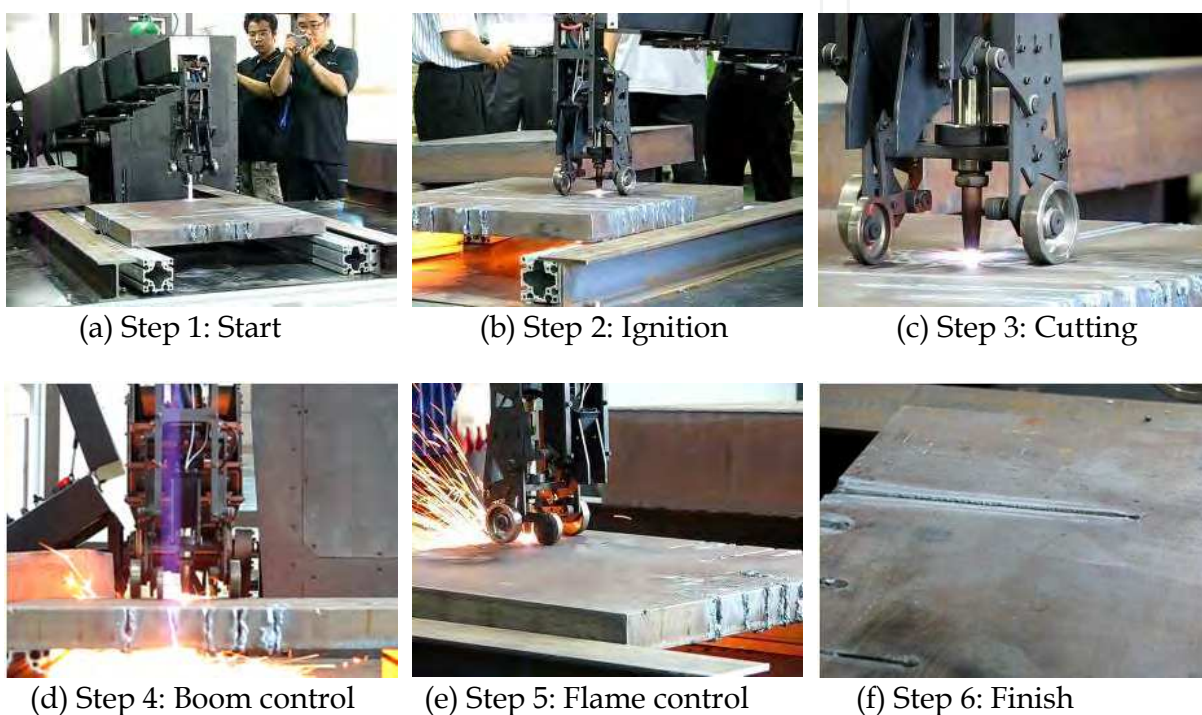 (a) Step 1: Start
(b) Step 2: Ignition
(c) Step 3: Cutting
(d) Step 4: Boom control
(e) Step 5: Flame control
(f) Step 6: Finish